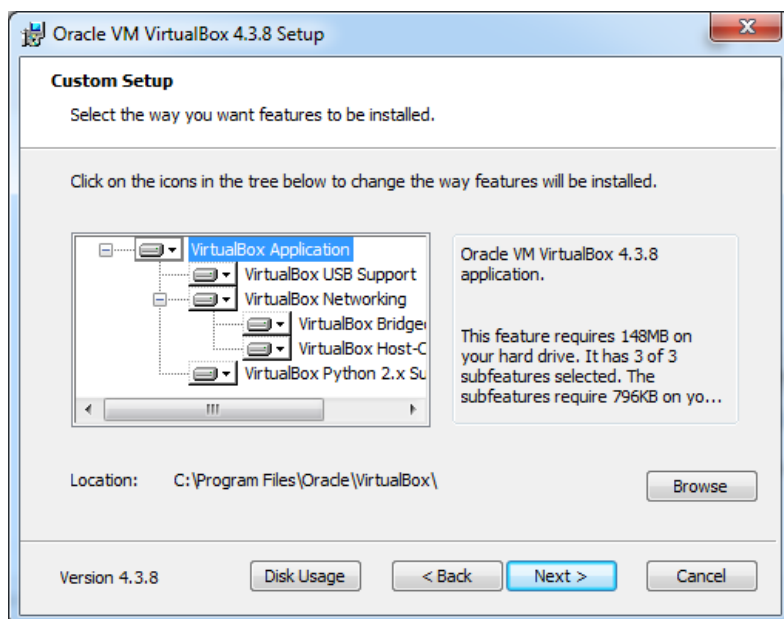 Oracle VM VirtualBox 4.3.8 Setup
Custom Setup
Select the way you want features to be installed.
Click on the icons in the tree below to change the way features will be installed.
VirtualBox Application
VirtualBox USB Support
VirtualBox Networking
VirtualBox Bridge
VirtualBox Host-C
VirtualBox Python 2.x Su
Oracle VM VirtualBox 4.3.8
application.
This feature requires 148MB on
your hard drive. It has 3 of 3
subfeatures selected. The
subfeatures require 796KB on yo...
Location: C:\Program Files\Oracle\VirtualBox\
Browse
Version 4.3.8
Disk Usage
< Back
Next >
Cancel